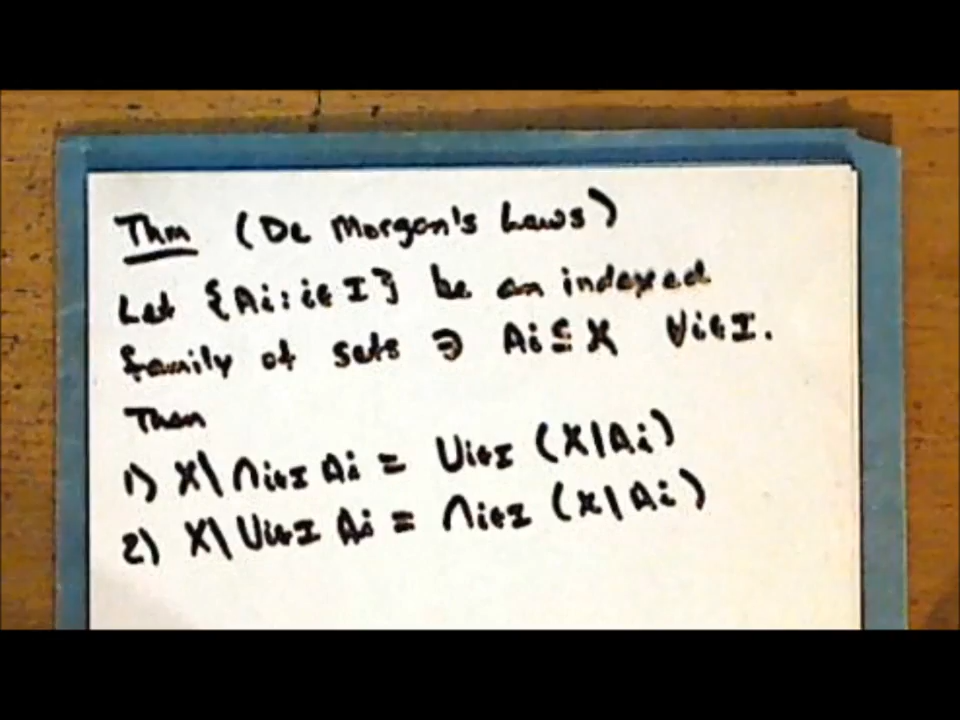 Thm (De Morgan's Laws)
Let {Ai : i∈I} be an indexed
family of sets ∋ Ai⊆X ∀i∈I.
Then
1) X\∩i∈I Ai = ∪i∈I (X\Ai)
2) X\∪i∈I Ai = ∩i∈I (X\Ai)